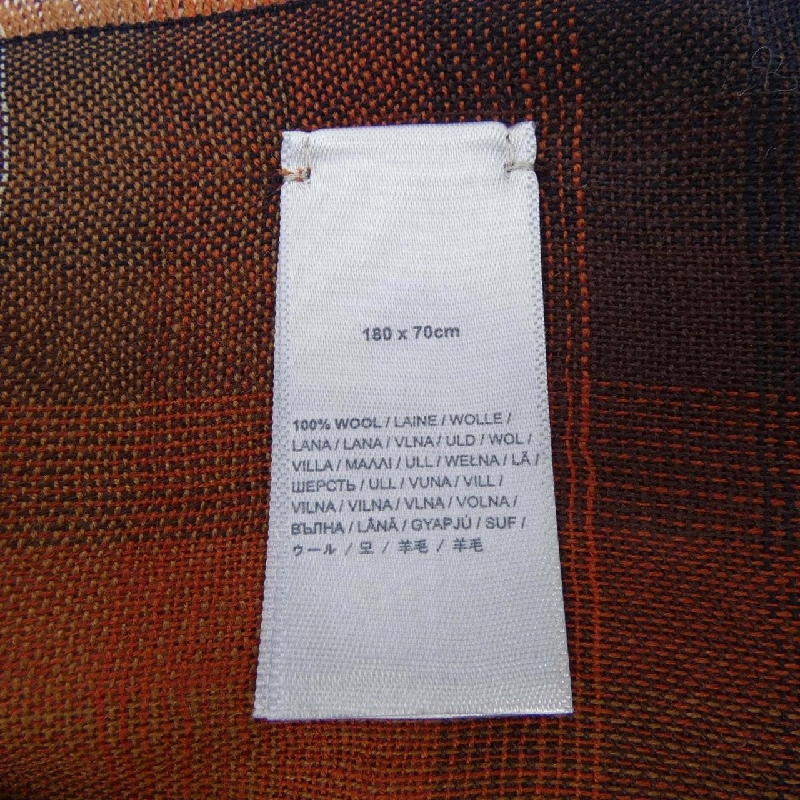 180 x 70cm
100% WOOL / LAINE / WOLLE /
LANA / LANA / VLNA / ULD / WOL /
VILLA / ΜΑΛΛΙ / ULL / WEŁNA / LÃ /
ШЕРСТЬ / ULL / VUNA / VILL /
VILNA / VILNA / VLNA / VOLNA /
ВЪЛНА / LÂNĂ / GYAPJÚ / SUF /
ウール / 모 / 羊毛 / 羊毛